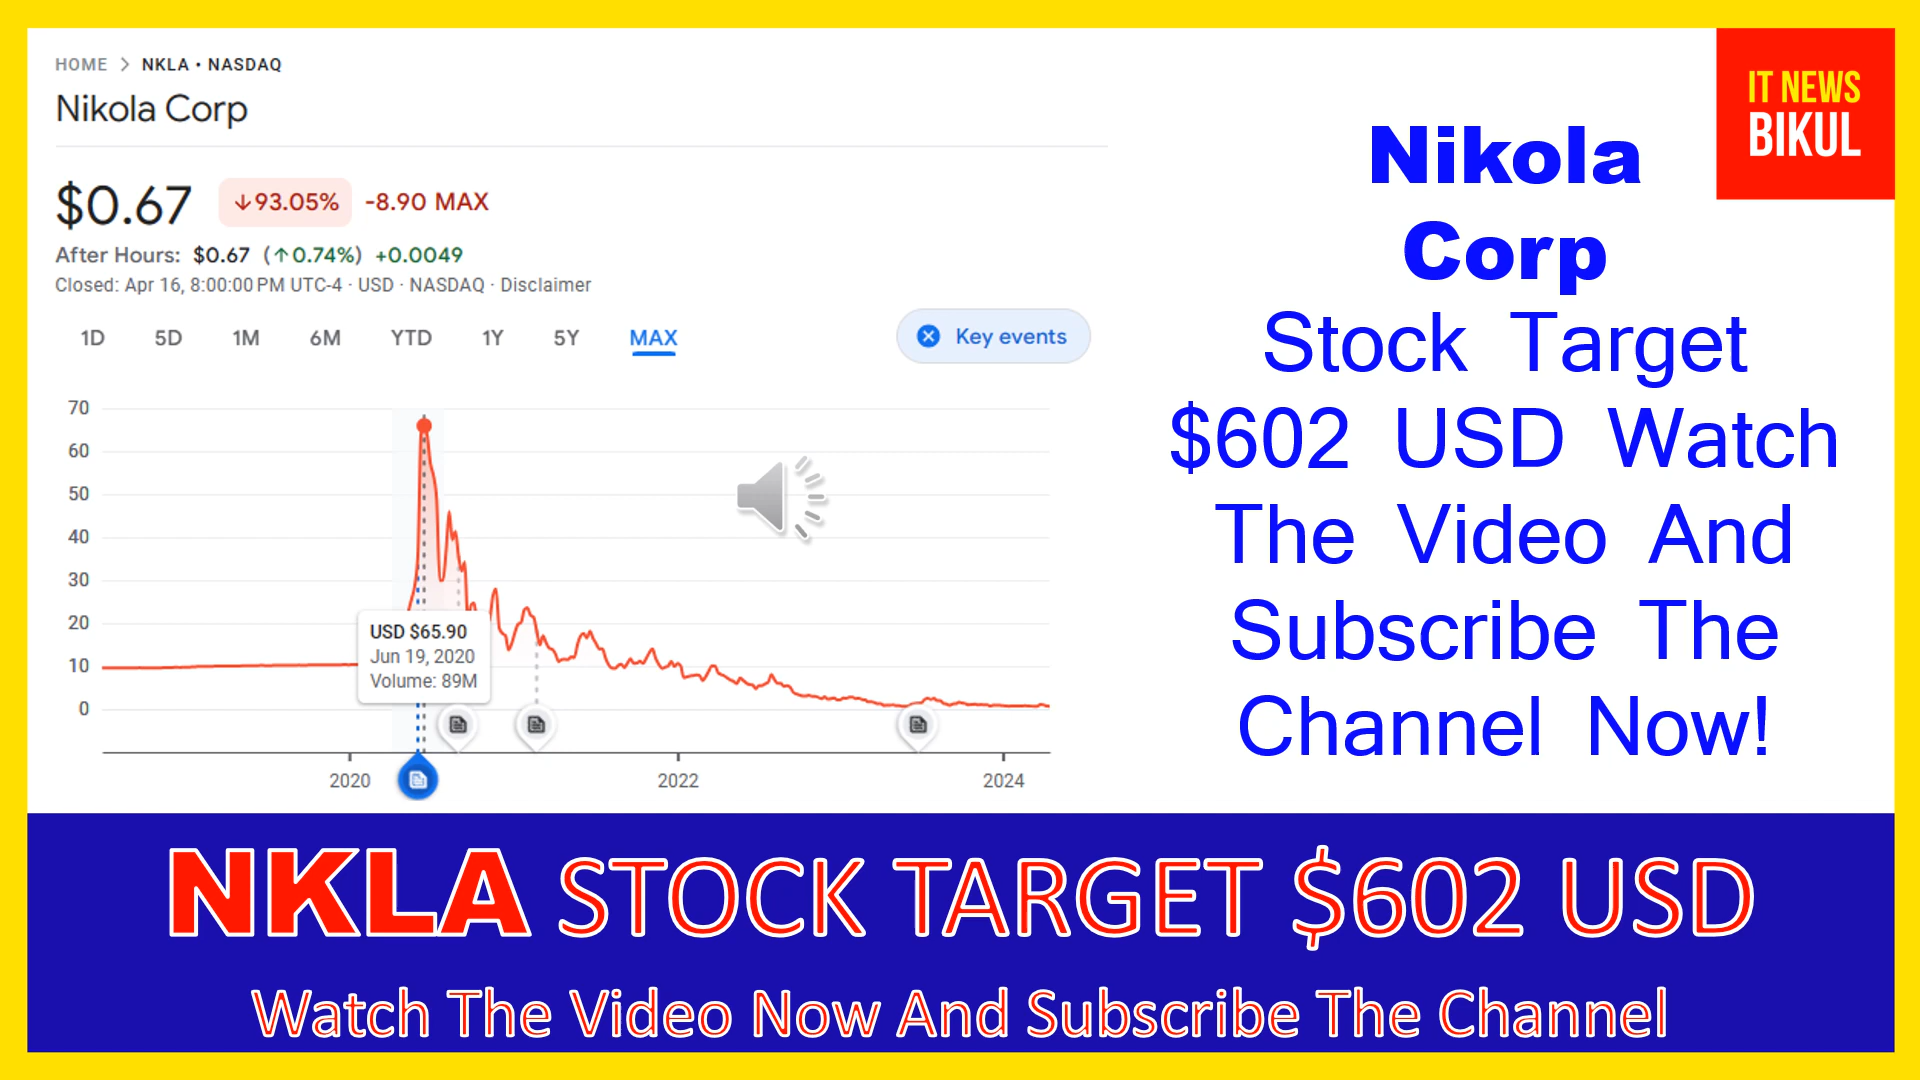 HOME > NKLA • NASDAQ
Nikola Corp
$0.67 ↓93.05% -8.90 MAX
After Hours: $0.67 (↑0.74%) +0.0049
Closed: Apr 16, 8:00:00 PM UTC-4 · USD · NASDAQ · Disclaimer
1D 5D 1M 6M YTD 1Y 5Y MAX
Key events
70
60
50
40
30
20
10
0
USD $65.90
Jun 19, 2020
Volume: 89M
2020 2022 2024
IT NEWS
BIKUL
Nikola
Corp
Stock Target
$602 USD Watch
The Video And
Subscribe The
Channel Now!
NKLA STOCK TARGET $602 USD
Watch The Video Now And Subscribe The Channel